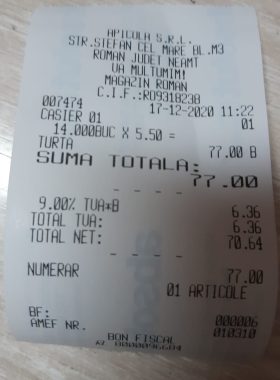 APICOLA S.R.L.
STR.STEFAN CEL MARE BL.M3
ROMAN JUDET NEAMT
VA MULTUMIM!
MAGAZIN ROMAN
C.I.F.:RO9318238
007474 17-12-2020 11:22
CASIER 01 01
14.000BUC X 5.50 =
TURTA 77.00 B
SUMA TOTALA:
77.00
9.00% TVA*B 6.36
TOTAL TVA: 6.36
TOTAL NET: 70.64
NUMERAR 77.00
01 ARTICOLE
BF: 000006
AMEF NR. 010310
BON FISCAL
8000096684